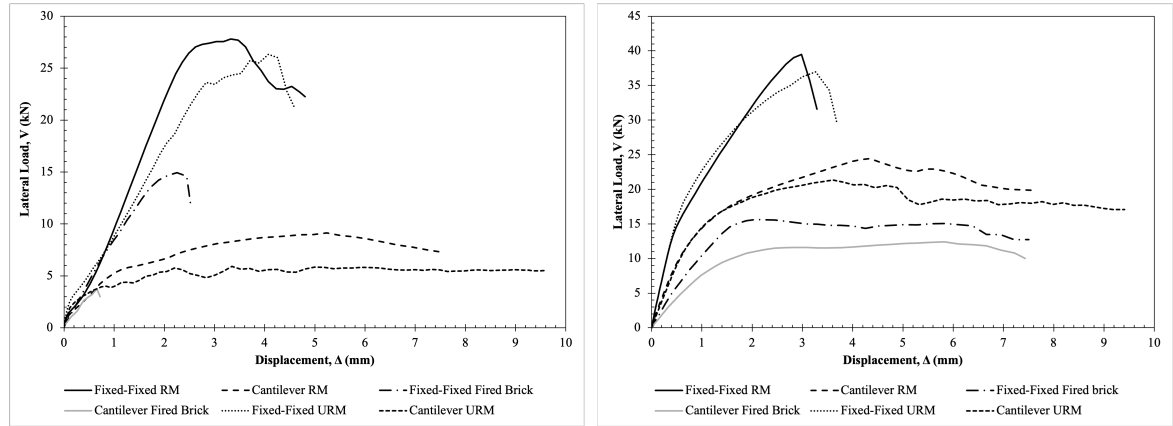 30
25
20
15
10
5
0
Lateral Load, V (kN)
0 1 2 3 4 5 6 7 8 9 10
Displacement, Δ (mm)
Fixed-Fixed RM Cantilever RM Fixed-Fixed Fired Brick
Cantilever Fired Brick Fixed-Fixed URM Cantilever URM
45
40
35
30
25
20
15
10
5
0
Lateral Load, V (kN)
0 1 2 3 4 5 6 7 8 9 10
Displacement, Δ (mm)
Fixed-Fixed RM Cantilever RM Fixed-Fixed Fired brick
Cantilever Fired Brick Fixed-Fixed URM Cantilever URM